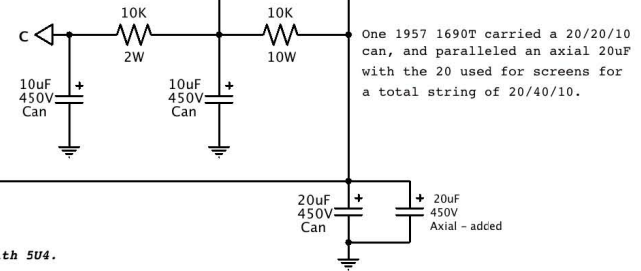 10K
10K
C
2W
10W
One 1957 1690T carried a 20/20/10
can, and paralleled an axial 20uF
with the 20 used for screens for
a total string of 20/40/10.
10uF
450V
Can
+
10uF
450V
Can
+
20uF
450V
Can
+
+
20uF
450V
Axial - added
th 5U4.